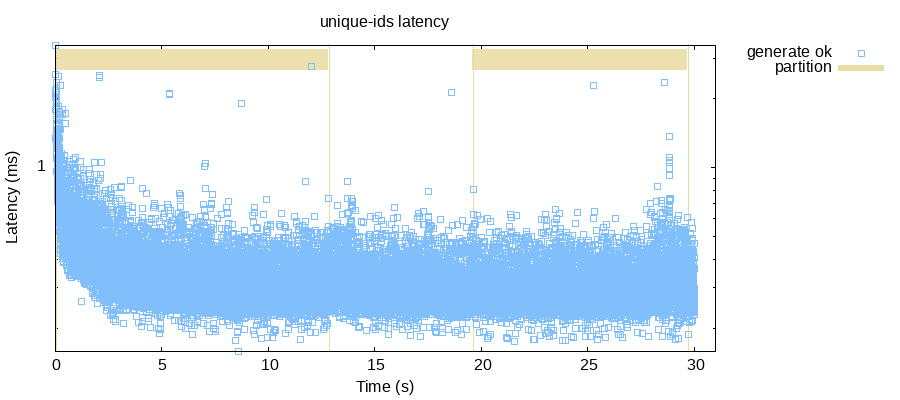 unique-ids latency
generate ok
partition
1
Latency (ms)
0 5 10 15 20 25 30
Time (s)